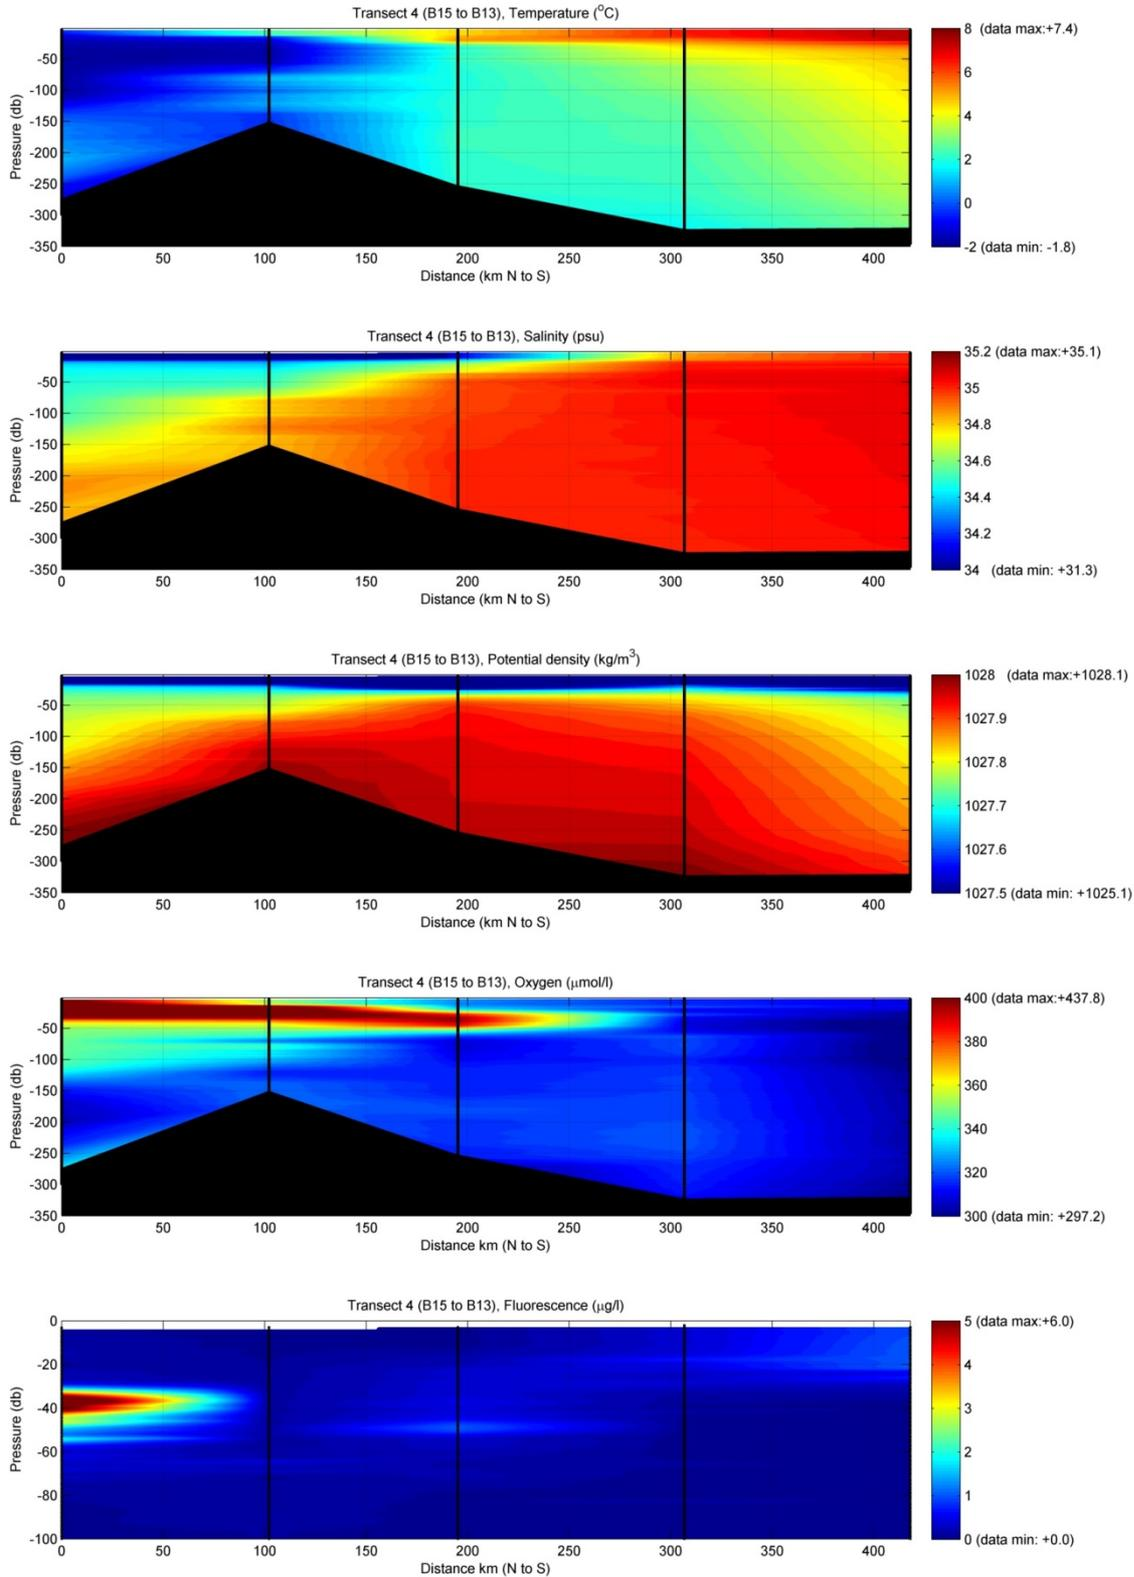 Transect 4 (B15 to B13), Temperature (°C)
8 (data max:+7.4)
6
4
2
0
-2 (data min: -1.8)
Pressure (db)
-50
-100
-150
-200
-250
-300
-350
0 50 100 150 200 250 300 350 400
Distance (km N to S)
Transect 4 (B15 to B13), Salinity (psu)
35.2 (data max:+35.1)
35
34.8
34.6
34.4
34.2
34 (data min: +31.3)
Pressure (db)
-50
-100
-150
-200
-250
-300
-350
0 50 100 150 200 250 300 350 400
Distance (km N to S)
Transect 4 (B15 to B13), Potential density (kg/m³)
1028 (data max:+1028.1)
1027.9
1027.8
1027.7
1027.6
1027.5 (data min: +1025.1)
Pressure (db)
-50
-100
-150
-200
-250
-300
-350
0 50 100 150 200 250 300 350 400
Distance (km N to S)
Transect 4 (B15 to B13), Oxygen (μmol/l)
400 (data max:+437.8)
380
360
340
320
300 (data min: +297.2)
Pressure (db)
-50
-100
-150
-200
-250
-300
-350
0 50 100 150 200 250 300 350 400
Distance km (N to S)
Transect 4 (B15 to B13), Fluorescence (μg/l)
5 (data max:+6.0)
4
3
2
1
0 (data min: +0.0)
Pressure (db)
0
-20
-40
-60
-80
-100
0 50 100 150 200 250 300 350 400
Distance km (N to S)